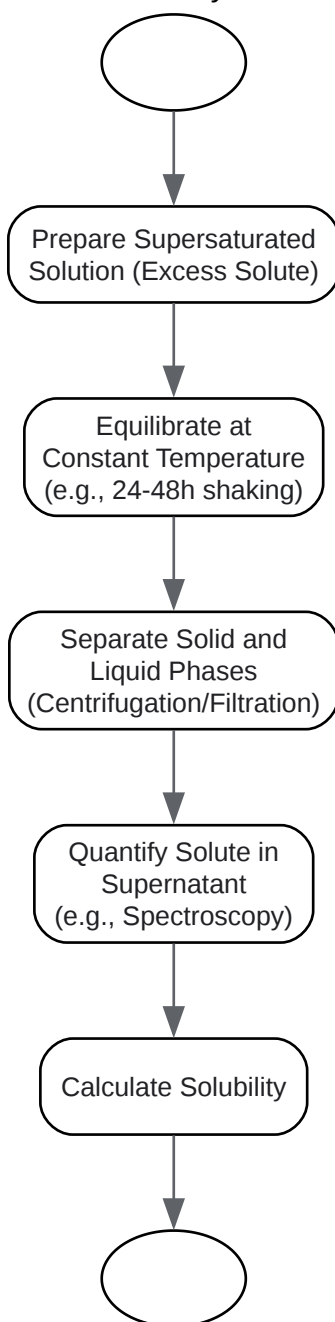 Prepare Supersaturated
Solution (Excess Solute)
Equilibrate at
Constant Temperature
(e.g., 24-48h shaking)
Separate Solid and
Liquid Phases
(Centrifugation/Filtration)
Quantify Solute in
Supernatant
(e.g., Spectroscopy)
Calculate Solubility